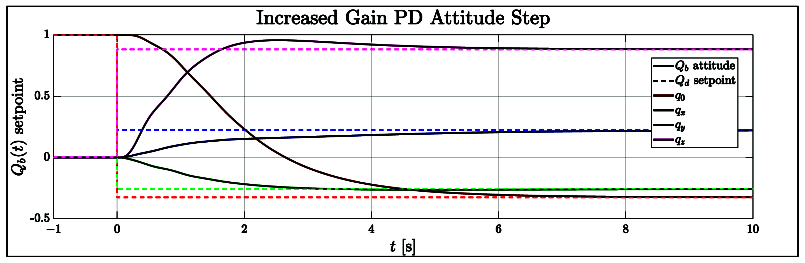 Increased Gain PD Attitude Step
Q_b(t) setpoint
1
0.5
0
-0.5
−1
0
2
4
6
8
10
t [s]
Q_b attitude
Q_d setpoint
q_0
q_x
q_y
q_z